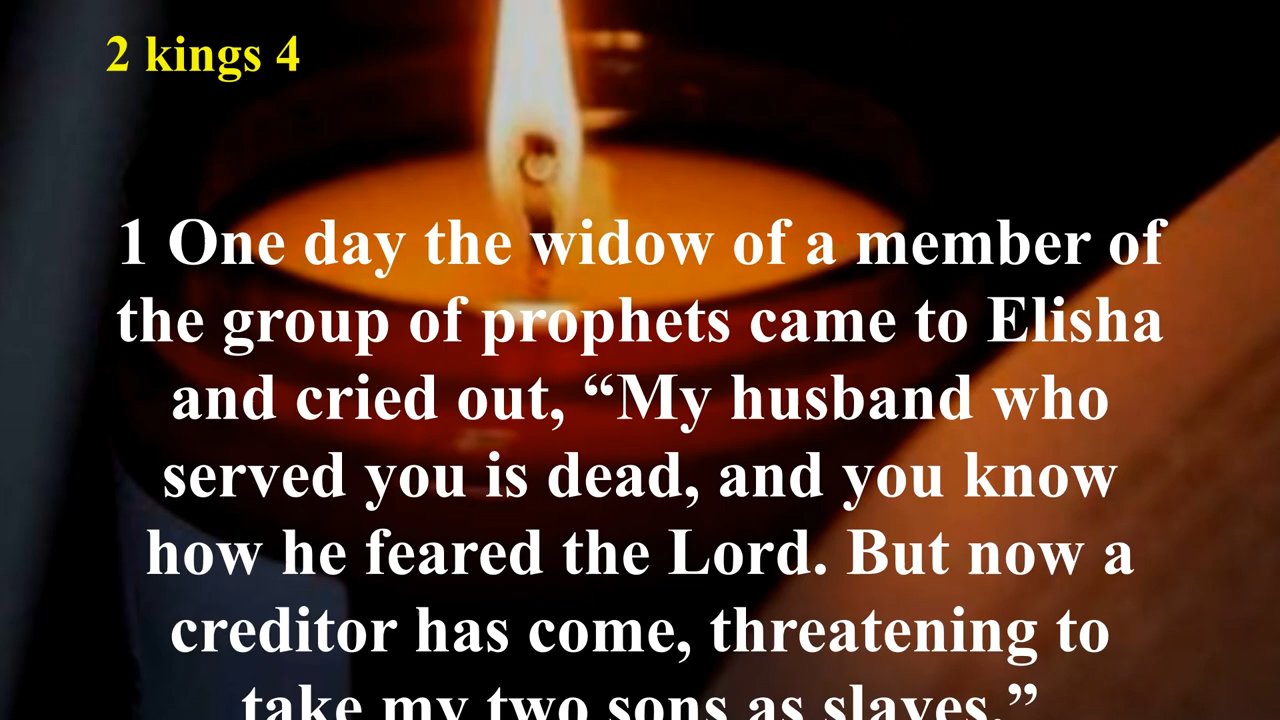 2 kings 4
1 One day the widow of a member of
the group of prophets came to Elisha
and cried out, “My husband who
served you is dead, and you know
how he feared the Lord. But now a
creditor has come, threatening to
take my two sons as slaves.”